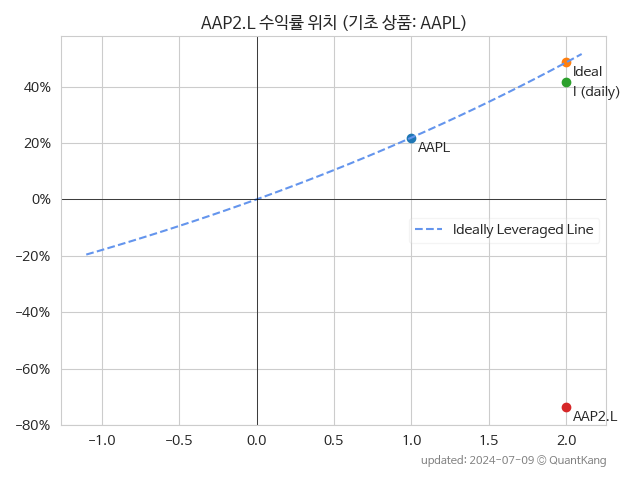 AAP2.L 수익률 위치 (기초 상품: AAPL)
40%
20%
0%
−20%
−40%
−60%
−80%
Ideal
I (daily)
AAPL
Ideally Leveraged Line
AAP2.L
−1.0 −0.5 0.0 0.5 1.0 1.5 2.0
updated: 2024-07-09 © QuantKang